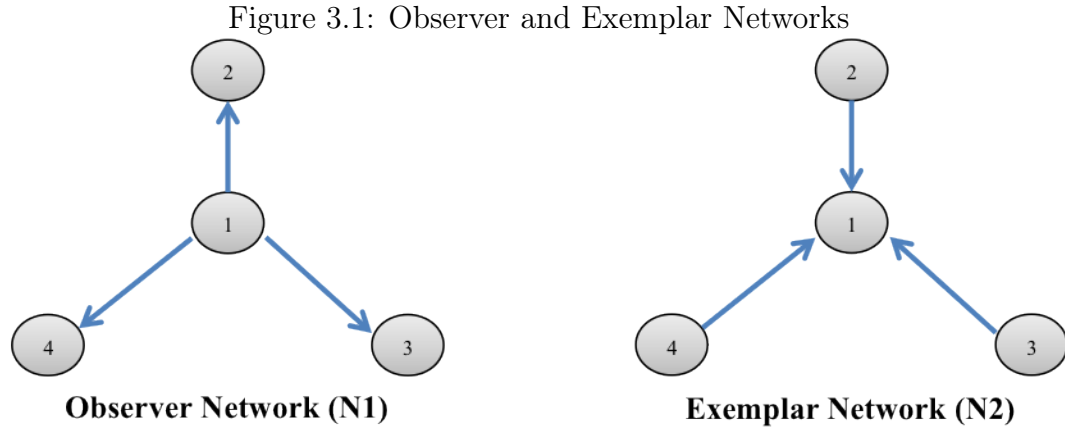 Figure 3.1: Observer and Exemplar Networks
2
1
4
3
Observer Network (N1)
2
1
4
3
Exemplar Network (N2)